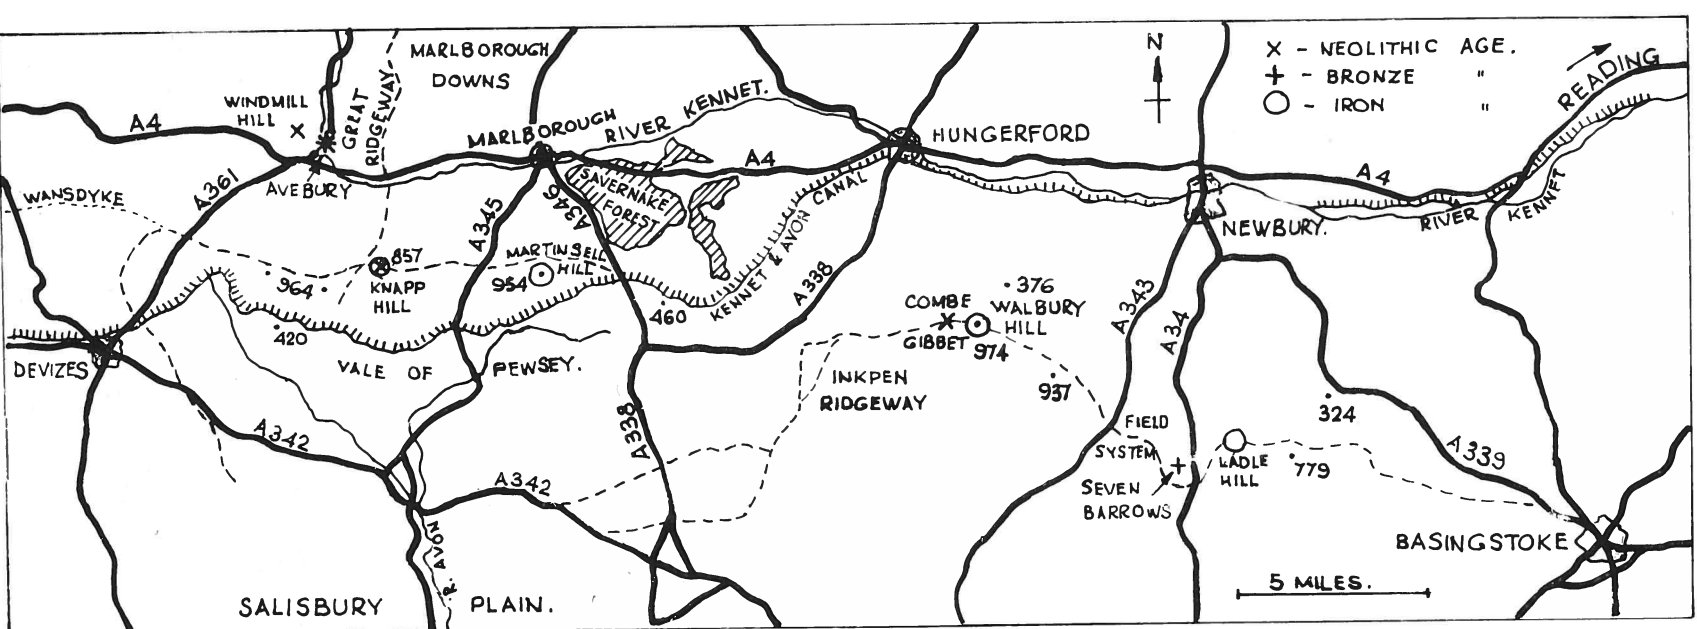 MARLBOROUGH
DOWNS
N
X - NEOLITHIC AGE.
+ - BRONZE "
O - IRON "
READING
WINDMILL
HILL X
GREAT
RIDGEWAY
A4
MARLBOROUGH
RIVER KENNET.
HUNGERFORD
AVEBURY
A361
WANSDYKE
A4
A4
SAVERNAKE
FOREST
A346
A345
KENNET & AVON CANAL
NEWBURY.
RIVER KENNET
857
KNAPP
HILL
MARTINSELL
HILL
954
964
420
460
A338
COMBE
GIBBET
376
WALBURY
HILL
974
937
A343
A34
DEVIZES
VALE OF PEWSEY.
INKPEN
RIDGEWAY
324
A342
A338
FIELD
SYSTEM
LADLE
HILL
779
A339
A342
SEVEN
BARROWS
R. AVON
BASINGSTOKE
5 MILES.
SALISBURY PLAIN.